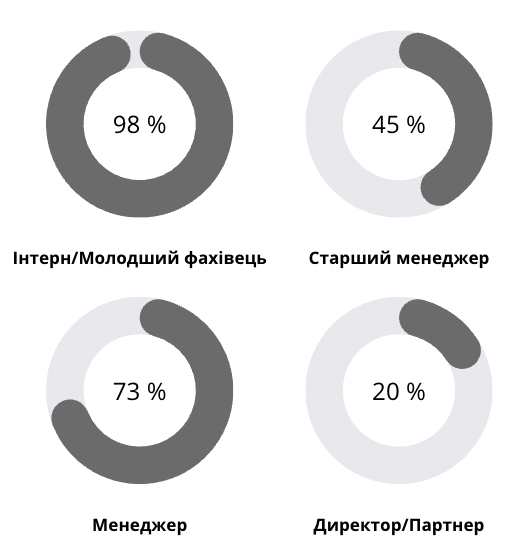 98 %
45 %
Інтерн/Молодший фахівець
Старший менеджер
73 %
20 %
Менеджер
Директор/Партнер